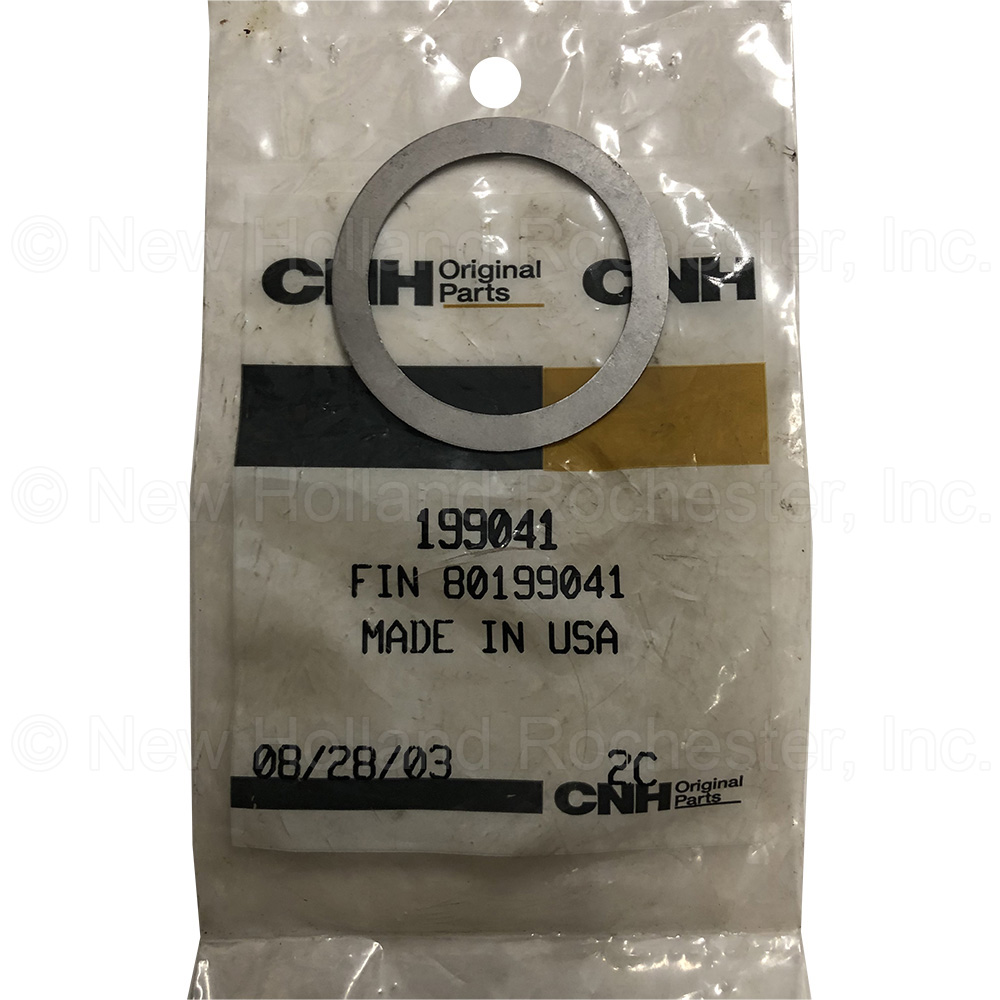 © New Holland Rochester, Inc.
CNH Original Parts
CNH
© New Holland Rochester, Inc.
199041
FIN 80199041
MADE IN USA
© New Holland Rochester, Inc.
08/28/03
2C
CNH Original Parts